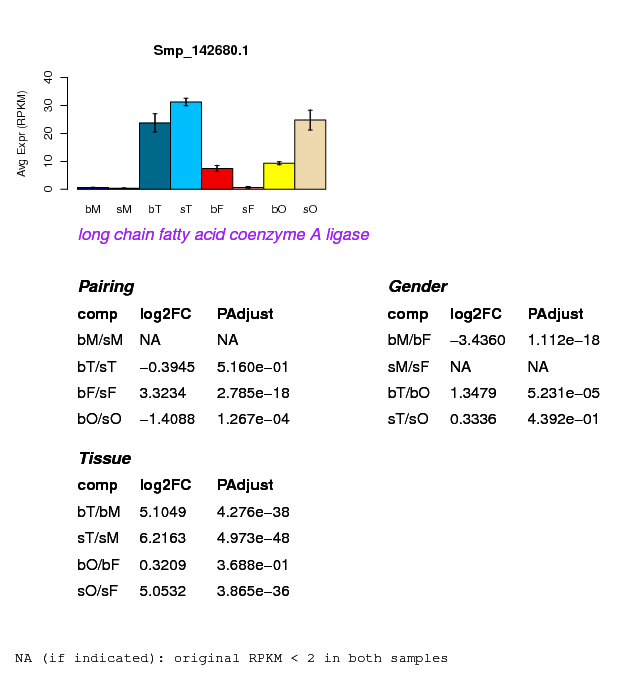 Smp_142680.1
Avg Expr (RPKM)
40
30
20
10
0
bM sM bT sT bF sF bO sO
long chain fatty acid coenzyme A ligase
Pairing
comp log2FC PAdjust
bM/sM NA NA
bT/sT −0.3945 5.160e−01
bF/sF 3.3234 2.785e−18
bO/sO −1.4088 1.267e−04
Gender
comp log2FC PAdjust
bM/bF −3.4360 1.112e−18
sM/sF NA NA
bT/bO 1.3479 5.231e−05
sT/sO 0.3336 4.392e−01
Tissue
comp log2FC PAdjust
bT/bM 5.1049 4.276e−38
sT/sM 6.2163 4.973e−48
bO/bF 0.3209 3.688e−01
sO/sF 5.0532 3.865e−36
NA (if indicated): original RPKM < 2 in both samples